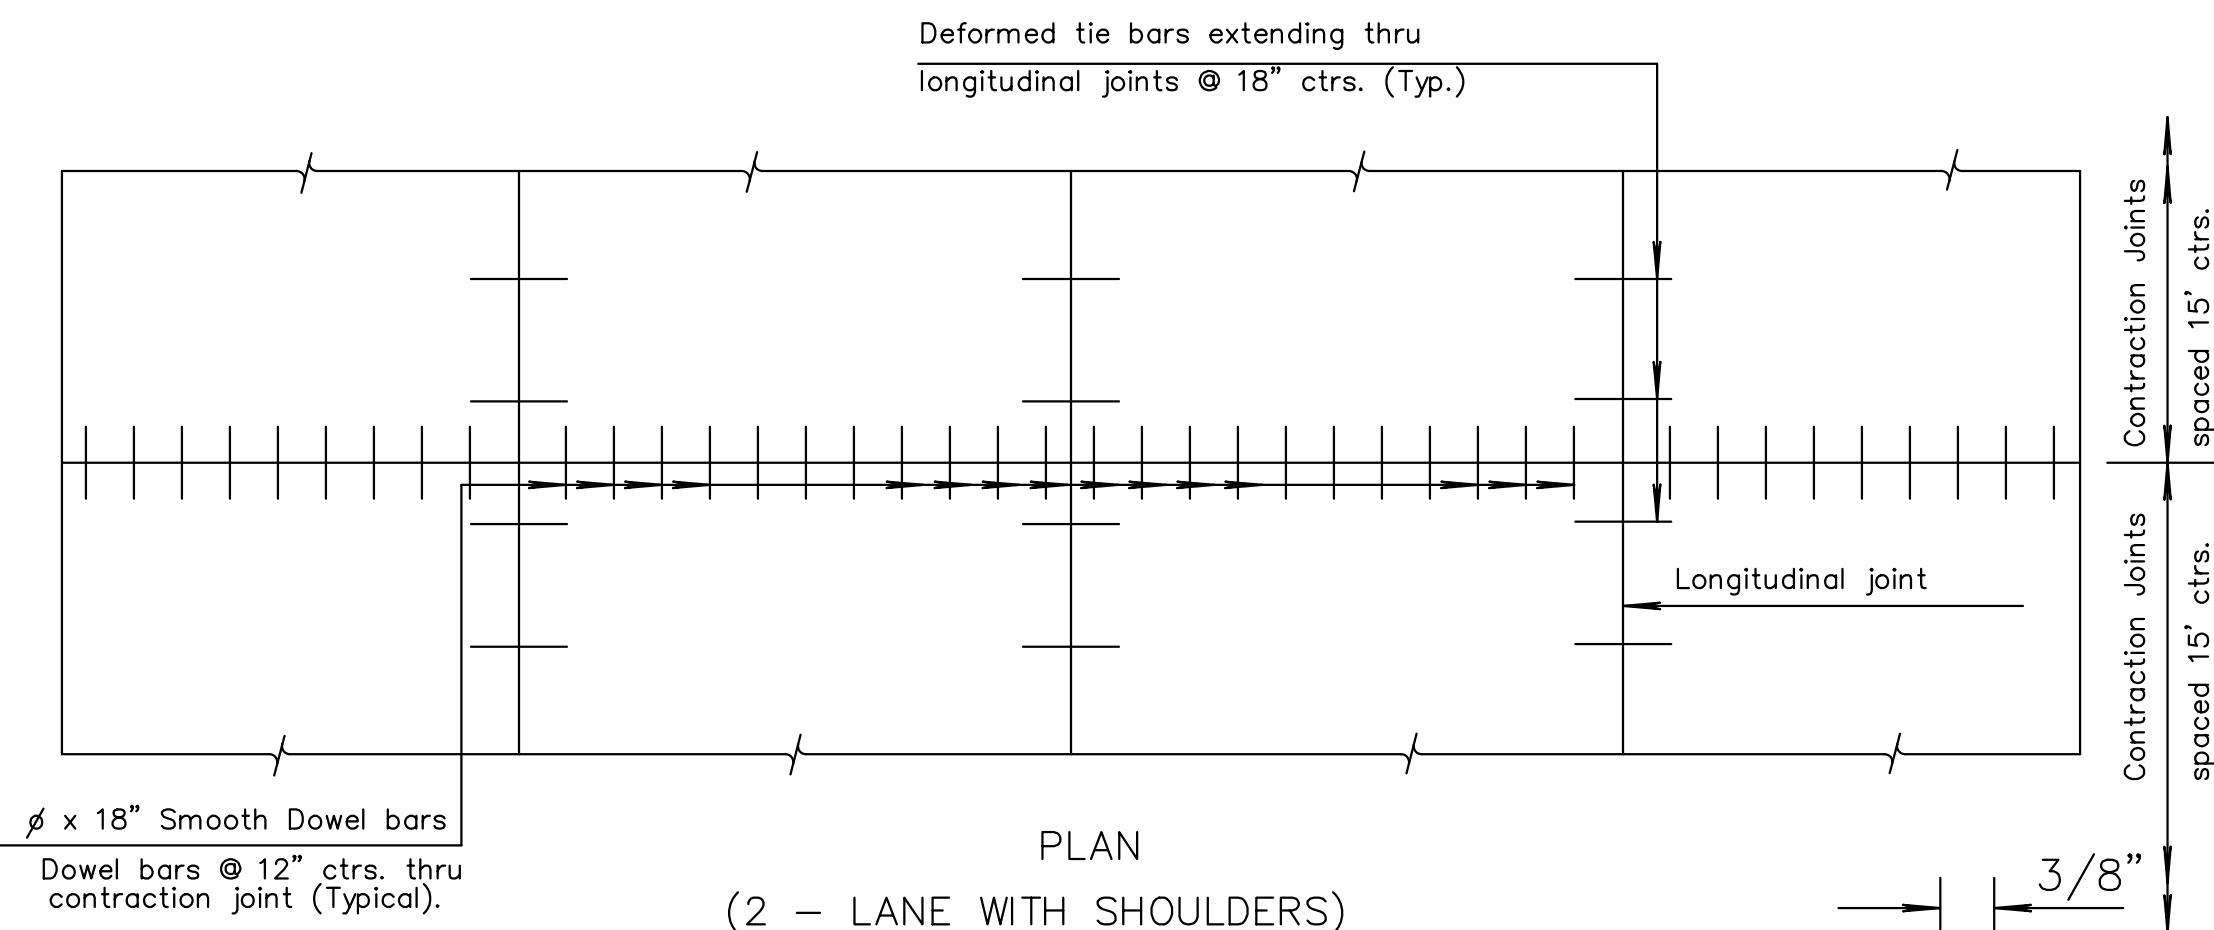 Deformed tie bars extending thru
longitudinal joints @ 18” ctrs. (Typ.)
Contraction Joints
spaced 15’ ctrs.
Longitudinal joint
Contraction Joints
spaced 15’ ctrs.
ø x 18” Smooth Dowel bars
Dowel bars @ 12” ctrs. thru
contraction joint (Typical).
PLAN
(2 – LANE WITH SHOULDERS)
3/8”